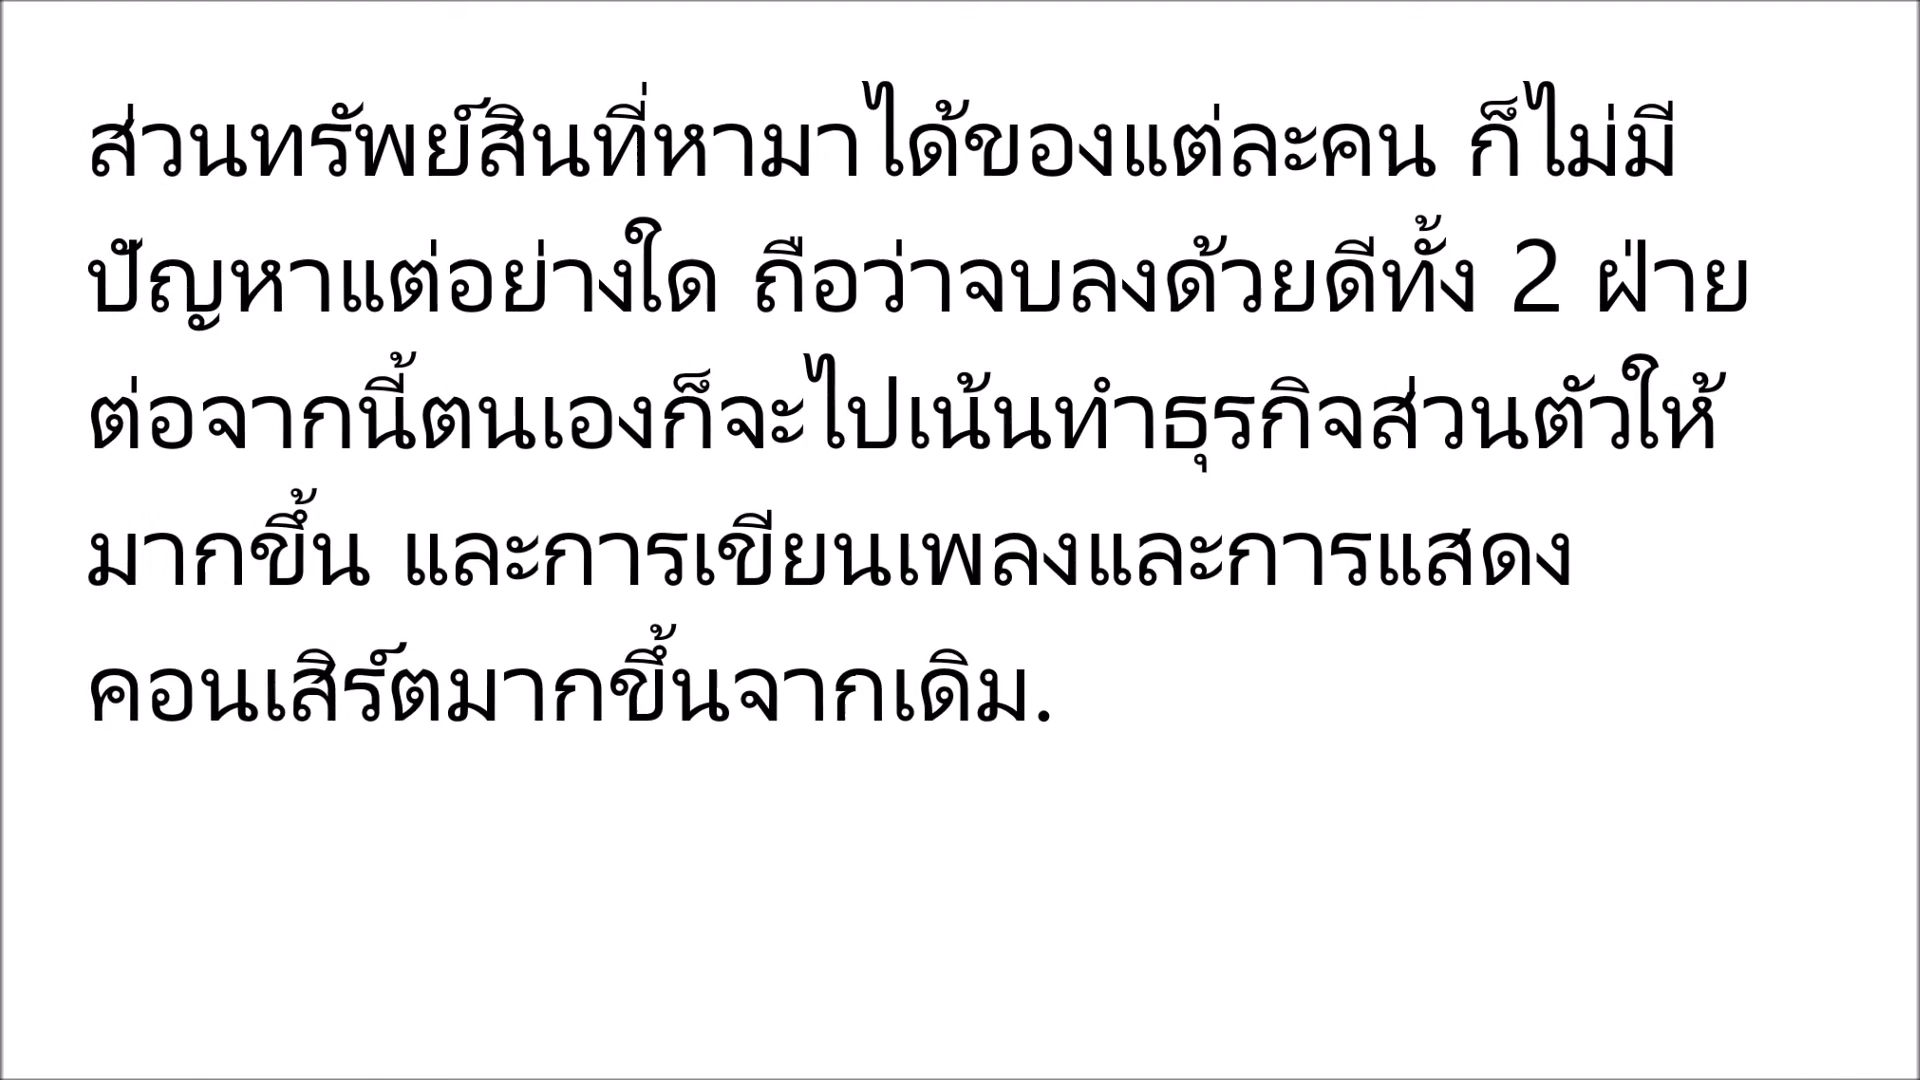 ส่วนทรัพย์สินที่หามาได้ของแต่ละคน ก็ไม่มี
ปัญหาแต่อย่างใด ถือว่าจบลงด้วยดีทั้ง 2 ฝ่าย
ต่อจากนี้ตนเองก็จะไปเน้นทำธุรกิจส่วนตัวให้
มากขึ้น และการเขียนเพลงและการแสดง
คอนเสิร์ตมากขึ้นจากเดิม.